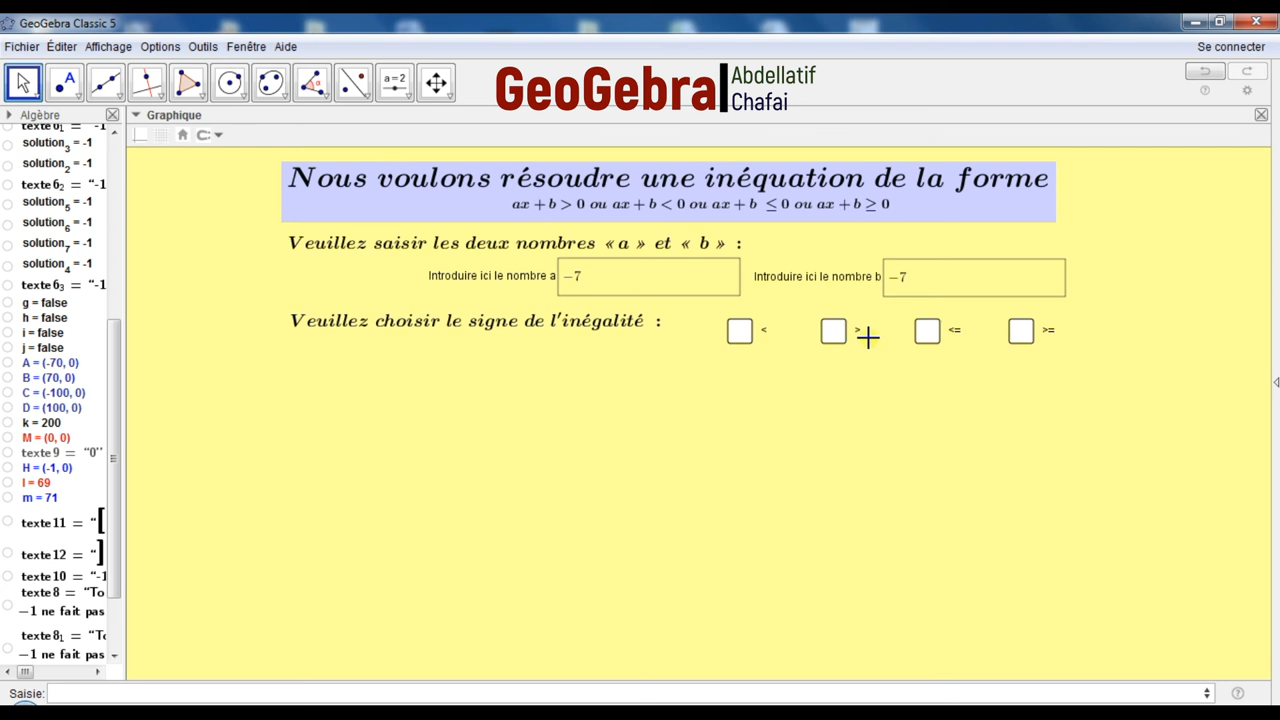 GeoGebra Classic 5
Fichier Éditer Affichage Options Outils Fenêtre Aide Se connecter
A a=2
GeoGebra Abdellatif
Chafai
Algèbre Graphique
solution3 = -1
solution2 = -1
texte62 = "-1
solution5 = -1
solution6 = -1
solution7 = -1
solution4 = -1
texte63 = "-1
g = false
h = false
i = false
j = false
A = (-70, 0)
B = (70, 0)
C = (-100, 0)
D = (100, 0)
k = 200
M = (0, 0)
texte9 = "0"
H = (-1, 0)
l = 69
m = 71
texte11 = "[
texte12 = "]
texte10 = "-1
texte8 = "To
−1 ne fait pas
texte81 = "To
−1 ne fait pas
Nous voulons résoudre une inéquation de la forme
ax + b > 0 ou ax + b < 0 ou ax + b ≤ 0 ou ax + b ≥ 0
Veuillez saisir les deux nombres « a » et « b » :
Introduire ici le nombre a −7 Introduire ici le nombre b −7
Veuillez choisir le signe de l'inégalité :
< > <= >=
Saisie: